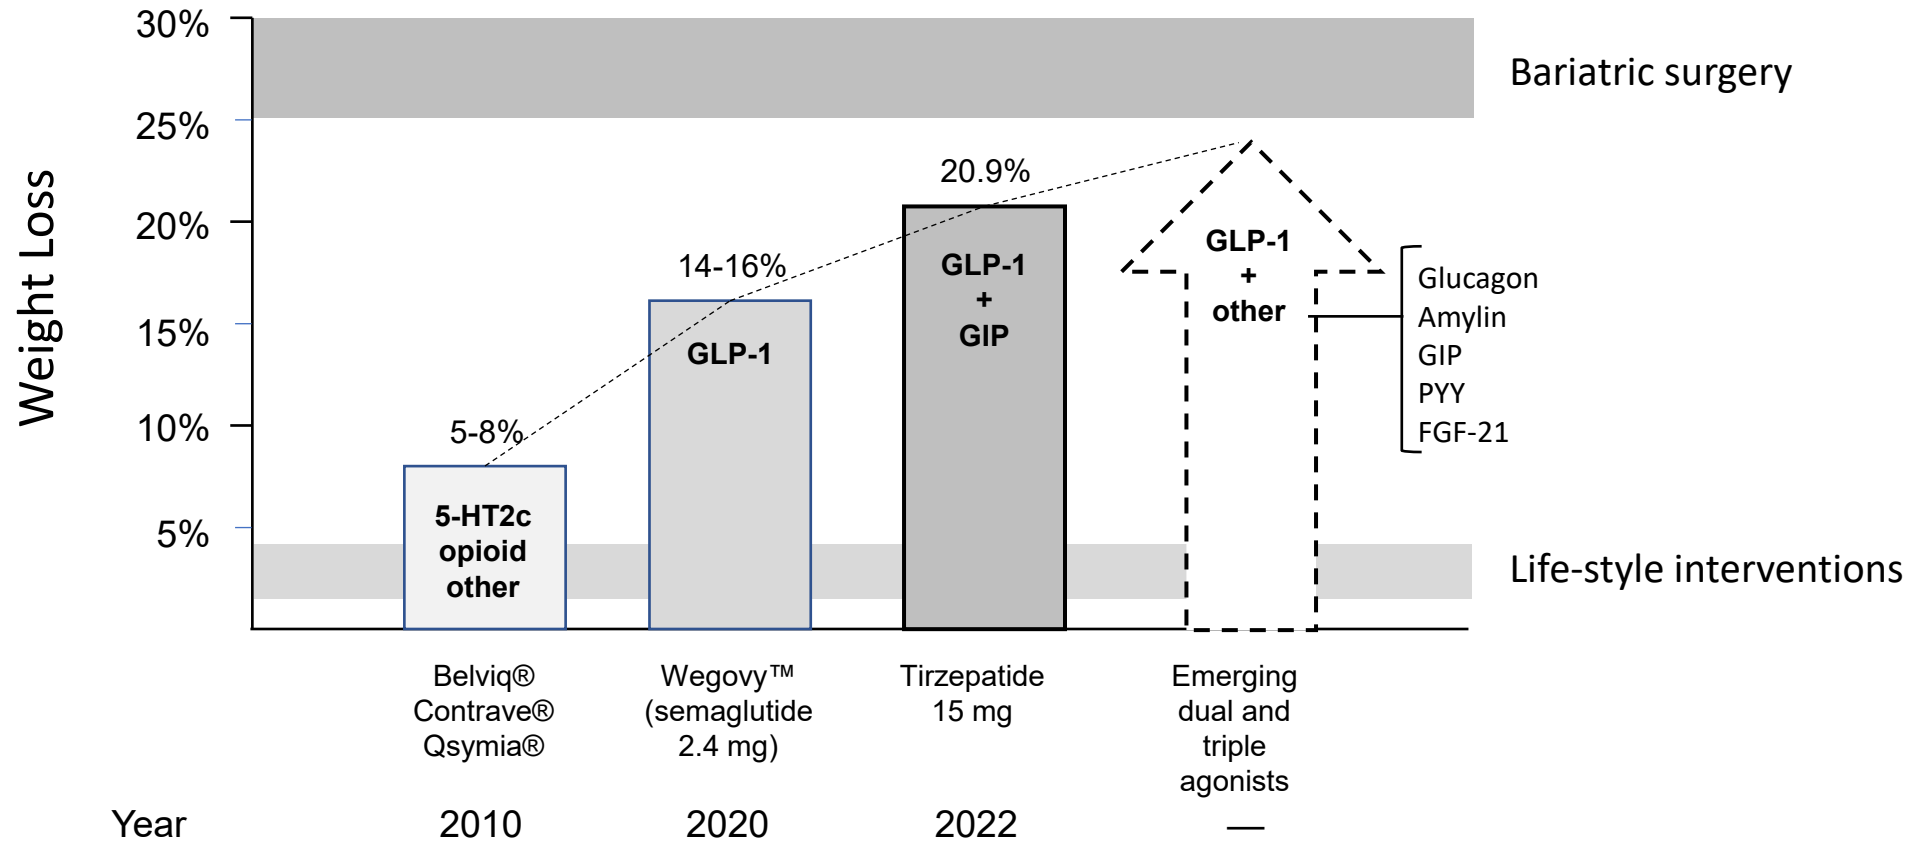 30%
25%
20%
15%
10%
5%
Weight Loss
Bariatric surgery
Life-style interventions
5-8%
5-HT2c
opioid
other
14-16%
GLP-1
20.9%
GLP-1
+
GIP
GLP-1
+
other
Glucagon
Amylin
GIP
PYY
FGF-21
Belviq®
Contrave®
Qsymia®
Wegovy™
(semaglutide
2.4 mg)
Tirzepatide
15 mg
Emerging
dual and
triple
agonists
Year
2010
2020
2022
—